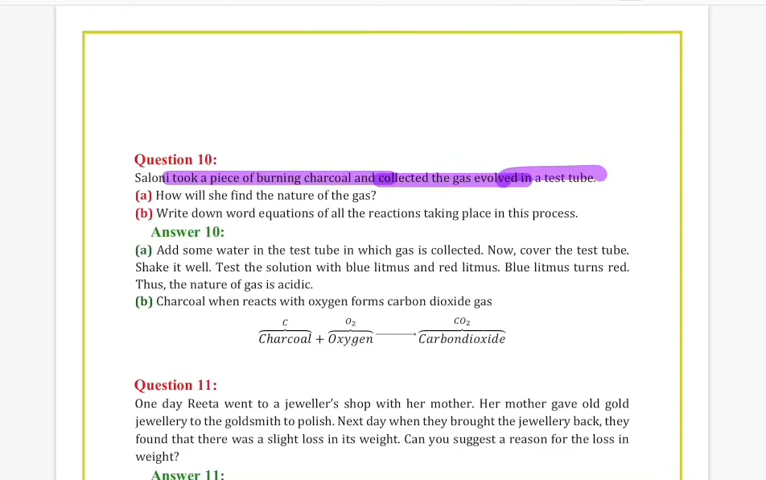 Question 10:
Saloni took a piece of burning charcoal and collected the gas evolved in a test tube.
(a) How will she find the nature of the gas?
(b) Write down word equations of all the reactions taking place in this process.
Answer 10:
(a) Add some water in the test tube in which gas is collected. Now, cover the test tube.
Shake it well. Test the solution with blue litmus and red litmus. Blue litmus turns red.
Thus, the nature of gas is acidic.
(b) Charcoal when reacts with oxygen forms carbon dioxide gas
C O₂ CO₂
Charcoal + Oxygen ⟶ Carbondioxide
Question 11:
One day Reeta went to a jeweller’s shop with her mother. Her mother gave old gold
jewellery to the goldsmith to polish. Next day when they brought the jewellery back, they
found that there was a slight loss in its weight. Can you suggest a reason for the loss in
weight?
Answer 11: